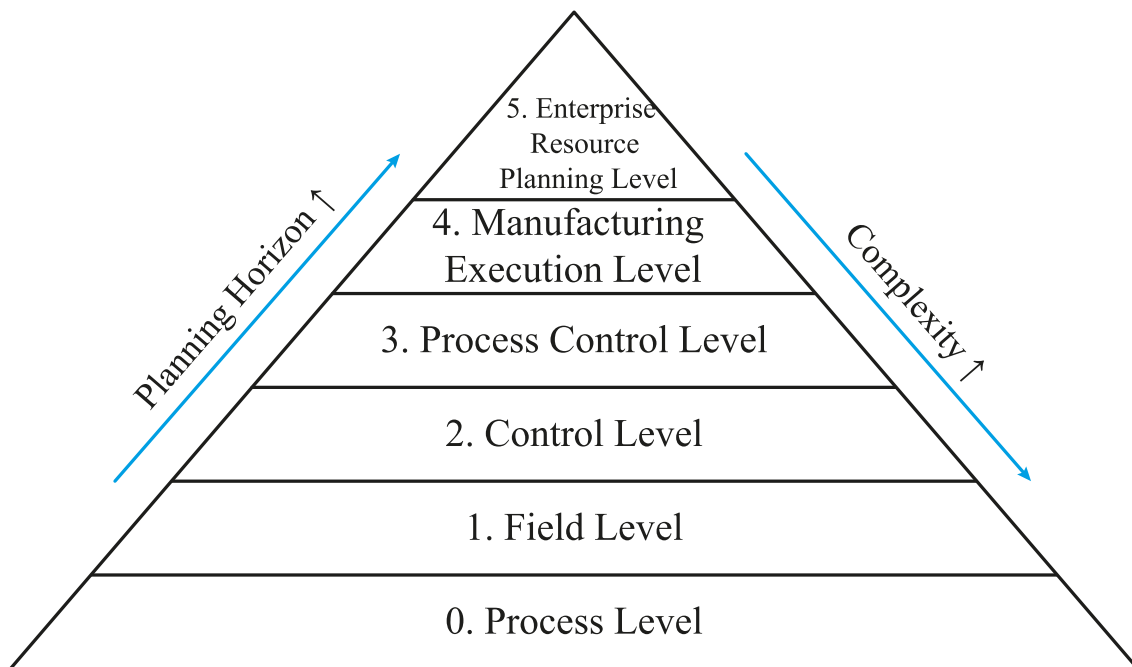 5. Enterprise
Resource
Planning Level
4. Manufacturing
Execution Level
3. Process Control Level
2. Control Level
1. Field Level
0. Process Level
Planning Horizon ↑
Complexity ↑